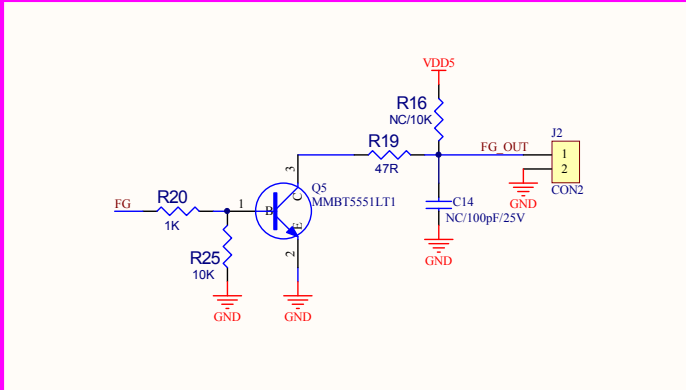 VDD5
R16
NC/10K
R19
47R
FG_OUT
J2
1
2
CON2
GND
3
Q5
MMBT5551LT1
C
B
E
FG
R20
1K
1
C14
NC/100pF/25V
R25
10K
2
GND
GND
GND